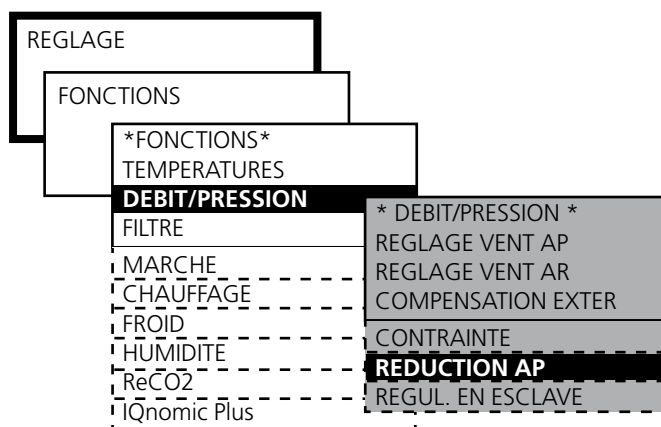 REGLAGE
FONCTIONS
*FONCTIONS*
TEMPERATURES
DEBIT/PRESSION
FILTRE
MARCHE
CHAUFFAGE
FROID
HUMIDITE
ReCO2
IQnomic Plus
* DEBIT/PRESSION *
REGLAGE VENT AP
REGLAGE VENT AR
COMPENSATION EXTER
CONTRAINTE
REDUCTION AP
REGUL. EN ESCLAVE